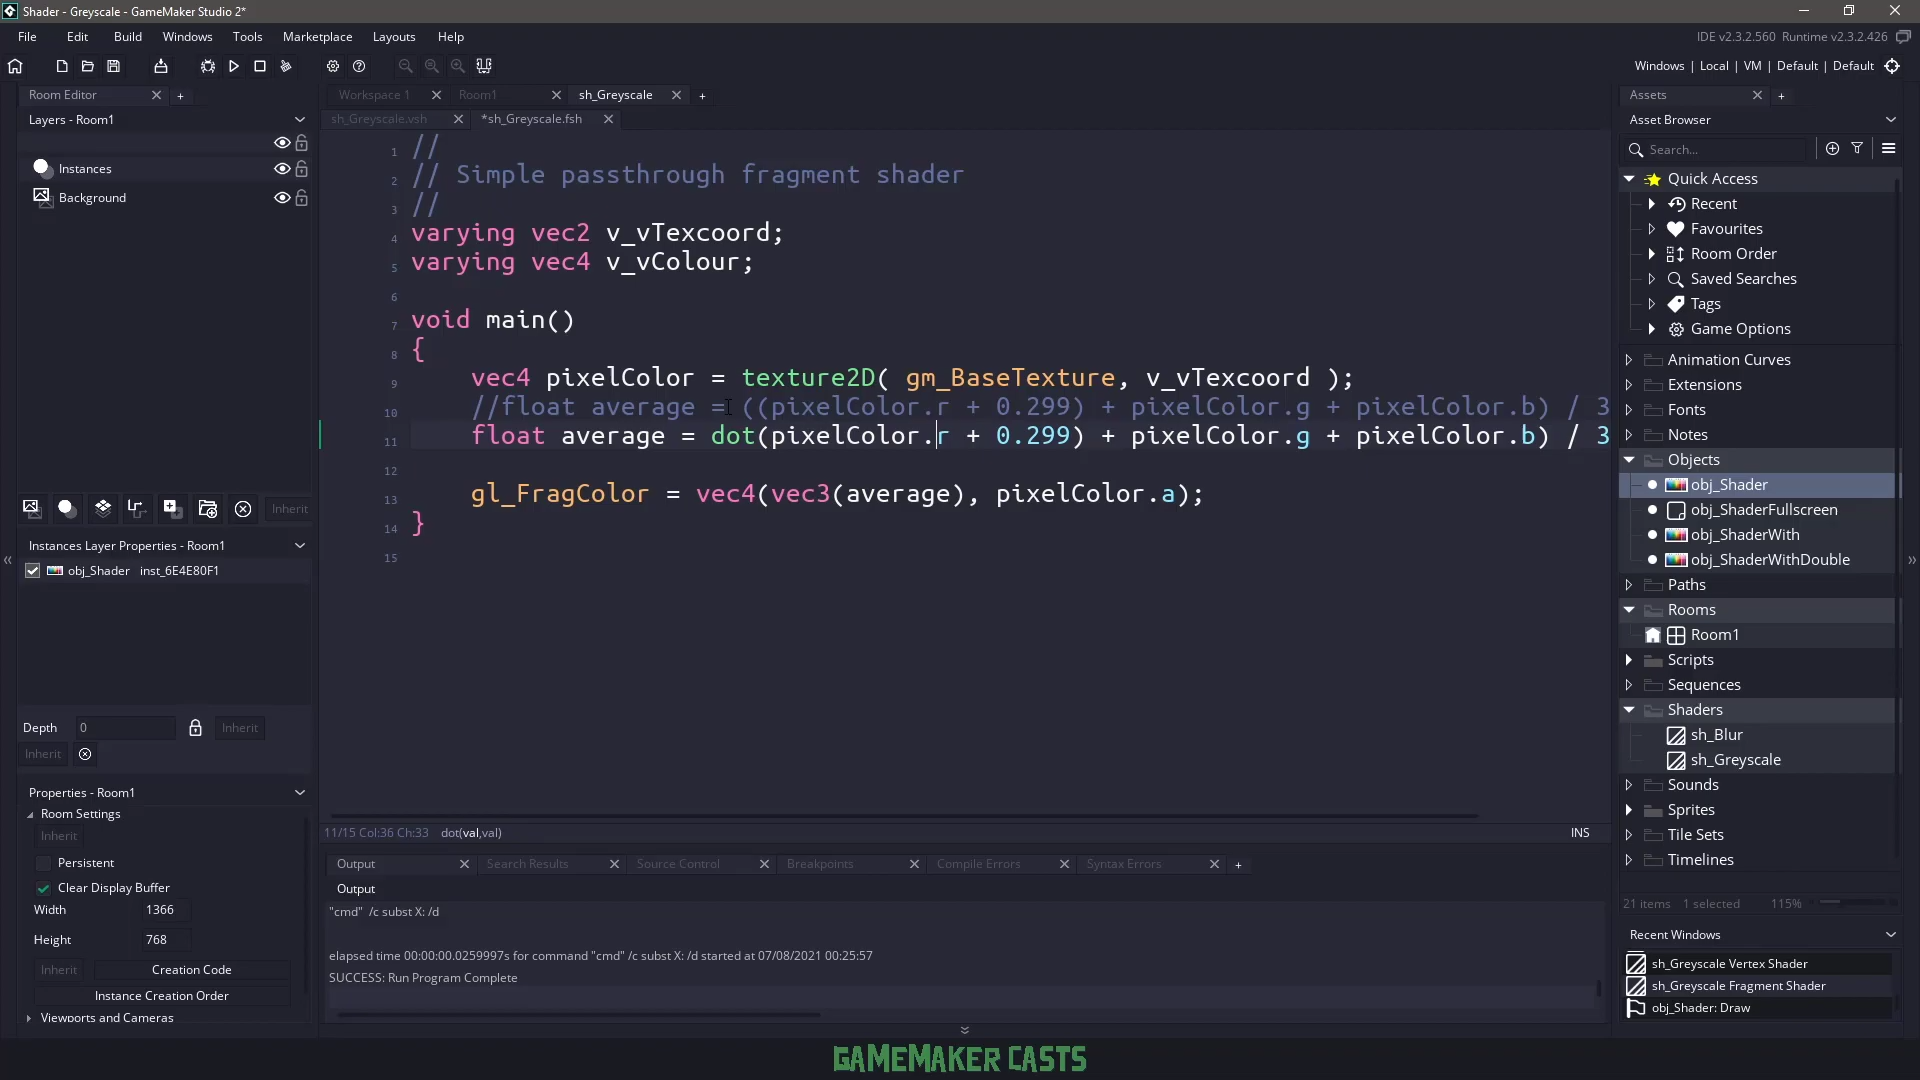 Shader - Greyscale - GameMaker Studio 2*
File Edit Build Windows Tools Marketplace Layouts Help
IDE v2.3.2.560 Runtime v2.3.2.426
Windows | Local | VM | Default | Default
Room Editor
Workspace 1 Room1 sh_Greyscale
Assets
Layers - Room1
sh_Greyscale.vsh *sh_Greyscale.fsh
Asset Browser
Search...
Instances
Background
1 //
2 // Simple passthrough fragment shader
3 //
4 varying vec2 v_vTexcoord;
5 varying vec4 v_vColour;
6
7 void main()
8 {
9 vec4 pixelColor = texture2D( gm_BaseTexture, v_vTexcoord );
10 //float average = ((pixelColor.r + 0.299) + pixelColor.g + pixelColor.b) / 3
11 float average = dot(pixelColor.r + 0.299) + pixelColor.g + pixelColor.b) / 3
12
13 gl_FragColor = vec4(vec3(average), pixelColor.a);
14 }
15
Quick Access
Recent
Favourites
Room Order
Saved Searches
Tags
Game Options
Animation Curves
Extensions
Fonts
Notes
Objects
obj_Shader
obj_ShaderFullscreen
obj_ShaderWith
obj_ShaderWithDouble
Paths
Rooms
Room1
Scripts
Sequences
Shaders
sh_Blur
sh_Greyscale
Sounds
Sprites
Tile Sets
Timelines
21 items 1 selected 115%
Inherit
Instances Layer Properties - Room1
obj_Shader inst_6E4E80F1
Depth 0 Inherit
Inherit
Properties - Room1
Room Settings
Inherit
Persistent
Clear Display Buffer
Width 1366
Height 768
Inherit Creation Code
Instance Creation Order
Viewports and Cameras
11/15 Col:36 Ch:33 dot(val,val)
INS
Output Search Results Source Control Breakpoints Compile Errors Syntax Errors
Output
"cmd" /c subst X: /d
elapsed time 00:00:00.0259997s for command "cmd" /c subst X: /d started at 07/08/2021 00:25:57
SUCCESS: Run Program Complete
Recent Windows
sh_Greyscale Vertex Shader
sh_Greyscale Fragment Shader
obj_Shader: Draw
GAMEMAKER CASTS